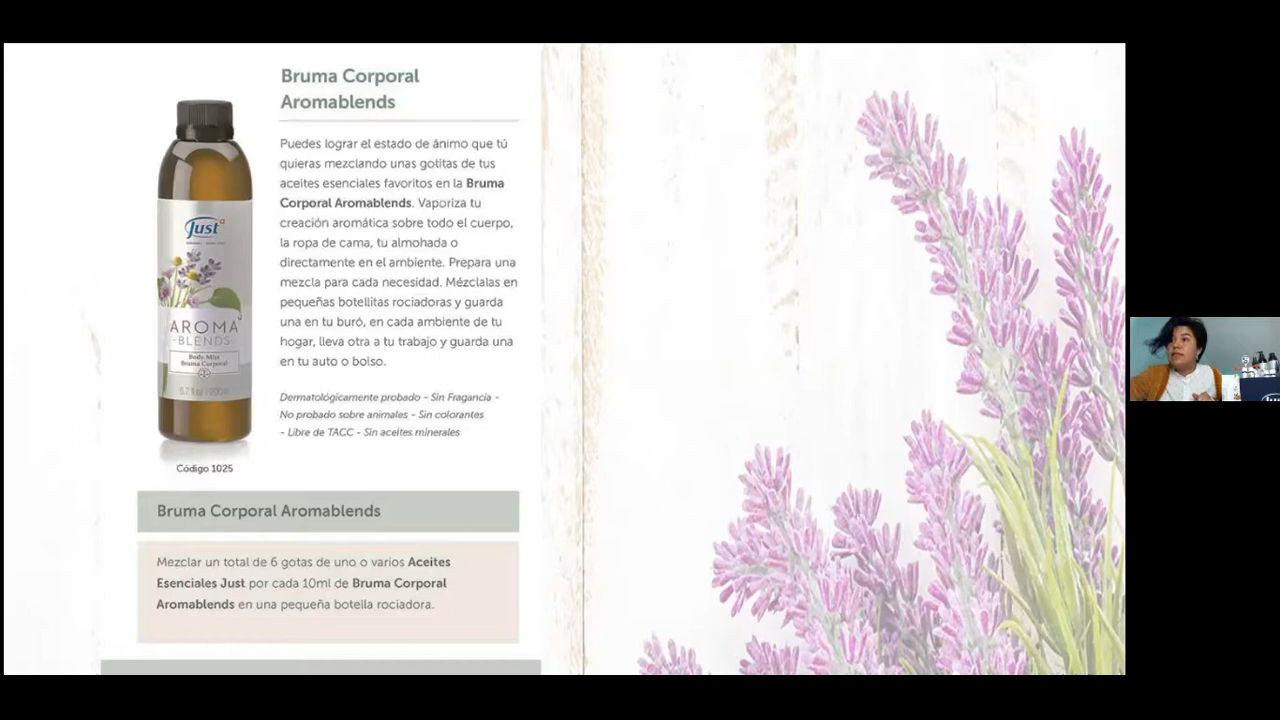 Bruma Corporal
Aromablends
Puedes lograr el estado de ánimo que tú
quieras mezclando unas gotitas de tus
aceites esenciales favoritos en la Bruma
Corporal Aromablends. Vaporiza tu
creación aromática sobre todo el cuerpo,
la ropa de cama, tu almohada o
directamente en el ambiente. Prepara una
mezcla para cada necesidad. Mézclalas en
pequeñas botellitas rociadoras y guarda
una en tu buró, en cada ambiente de tu
hogar, lleva otra a tu trabajo y guarda una
en tu auto o bolso.
Dermatológicamente probado - Sin Fragancia -
No probado sobre animales - Sin colorantes
- Libre de TACC - Sin aceites minerales
Just
AROMA
-BLENDS-
Body Mist
Bruma Corporal
Código 1025
Bruma Corporal Aromablends
Mezclar un total de 6 gotas de uno o varios Aceites
Esenciales Just por cada 10ml de Bruma Corporal
Aromablends en una pequeña botella rociadora.